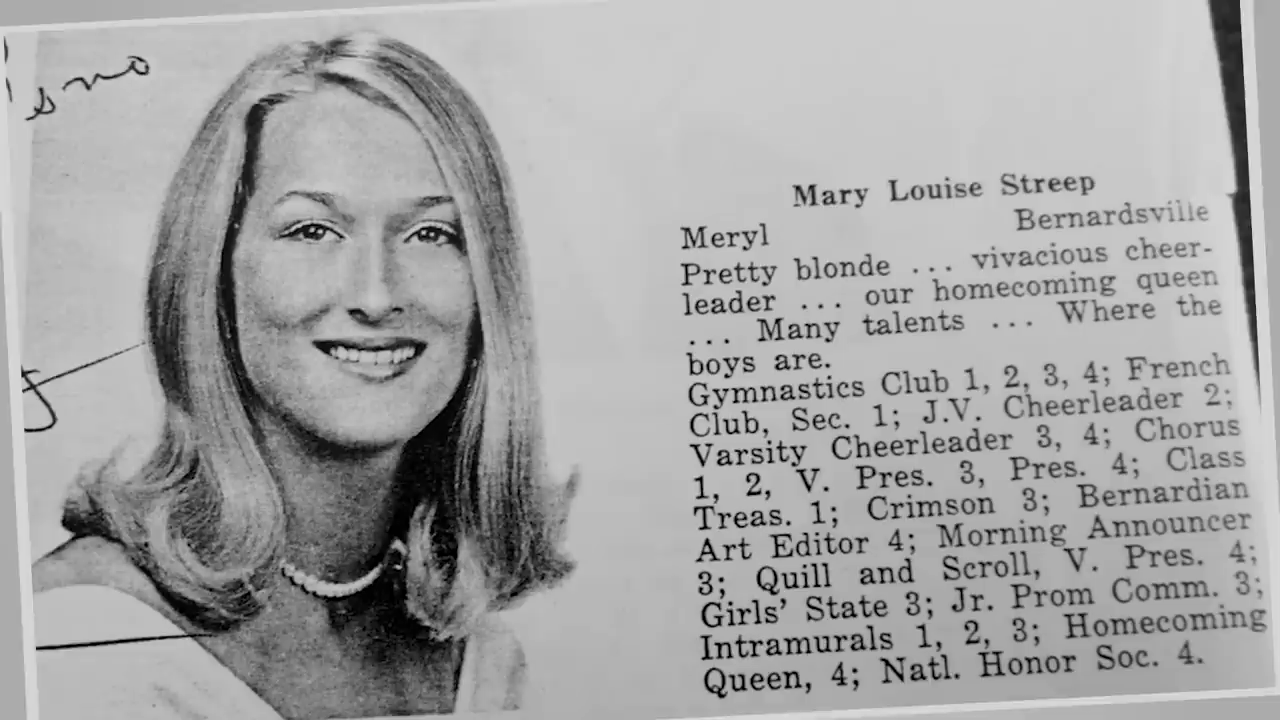 Mary Louise Streep
Meryl Bernardsville
Pretty blonde ... vivacious cheer-
leader ... our homecoming queen
... Many talents ... Where the
boys are.
Gymnastics Club 1, 2, 3, 4; French
Club, Sec. 1; J.V. Cheerleader 2;
Varsity Cheerleader 3, 4; Chorus
1, 2, V. Pres. 3, Pres. 4; Class
Treas. 1; Crimson 3; Bernardian
Art Editor 4; Morning Announcer
3; Quill and Scroll, V. Pres. 4;
Girls' State 3; Jr. Prom Comm. 3;
Intramurals 1, 2, 3; Homecoming
Queen, 4; Natl. Honor Soc. 4.